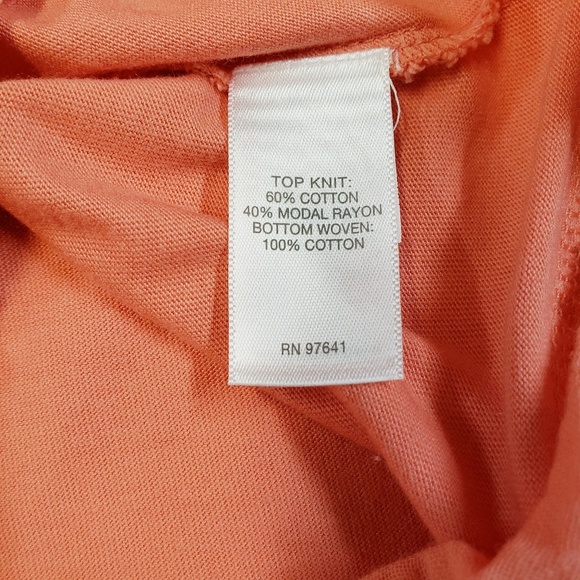 TOP KNIT:
60% COTTON
40% MODAL RAYON
BOTTOM WOVEN:
100% COTTON
RN 97641